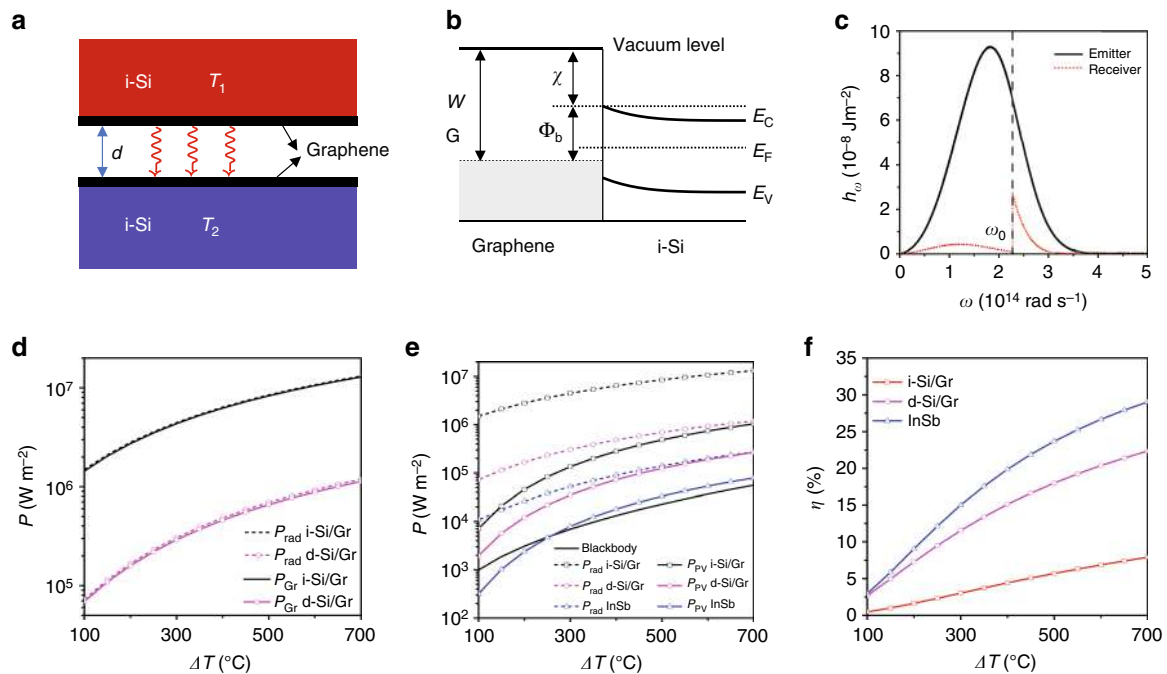 a
i-Si T₁
d
Graphene
i-Si T₂
b
Vacuum level
W
G
χ
Φb
EC
EF
EV
Graphene
i-Si
c
hω (10⁻⁸ Jm⁻²)
10
8
6
4
2
0
Emitter
Receiver
ω₀
0 1 2 3 4 5
ω (10¹⁴ rad s⁻¹)
d
P (W m⁻²)
10⁷
10⁶
10⁵
Prad i-Si/Gr
Prad d-Si/Gr
PGr i-Si/Gr
PGr d-Si/Gr
100 300 500 700
ΔT (°C)
e
P (W m⁻²)
10⁷
10⁶
10⁵
10⁴
10³
10²
Blackbody
Prad i-Si/Gr PPV i-Si/Gr
Prad d-Si/Gr PPV d-Si/Gr
Prad InSb PPV InSb
100 300 500 700
ΔT (°C)
f
η (%)
35
30
25
20
15
10
5
0
i-Si/Gr
d-Si/Gr
InSb
100 300 500 700
ΔT (°C)